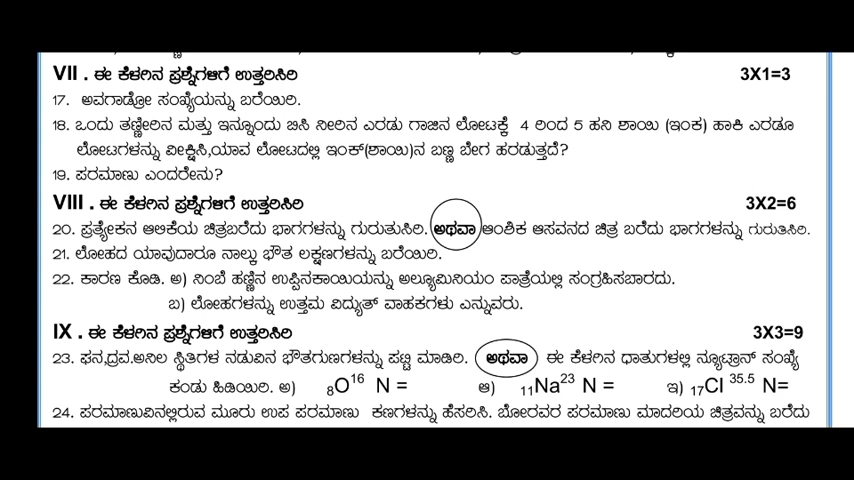 VII . ಈ ಕೆಳಗಿನ ಪ್ರಶ್ನೆಗಳಿಗೆ ಉತ್ತರಿಸಿರಿ 3X1=3
17. ಅವಗಾಡ್ರೋ ಸಂಖ್ಯೆಯನ್ನು ಬರೆಯಿರಿ.
18. ಒಂದು ತಣ್ಣೀರಿನ ಮತ್ತು ಇನ್ನೂಂದು ಬಿಸಿ ನೀರಿನ ಎರಡು ಗಾಜಿನ ಲೋಟಕ್ಕೆ 4 ರಿಂದ 5 ಹನಿ ಶಾಯಿ (ಇಂಕ) ಹಾಕಿ ಎರಡೂ
ಲೋಟಗಳನ್ನು ವೀಕ್ಷಿಸಿ,ಯಾವ ಲೋಟದಲ್ಲಿ ಇಂಕ್(ಶಾಯಿ)ನ ಬಣ್ಣ ಬೇಗ ಹರಡುತ್ತದೆ?
19. ಪರಮಾಣು ಎಂದರೇನು?
VIII . ಈ ಕೆಳಗಿನ ಪ್ರಶ್ನೆಗಳಿಗೆ ಉತ್ತರಿಸಿರಿ 3X2=6
20. ಪ್ರತ್ಯೇಕನ ಆಲಿಕೆಯ ಚಿತ್ರಬರೆದು ಭಾಗಗಳನ್ನು ಗುರುತುಸಿರಿ. ಅಥವಾ ಆಂಶಿಕ ಆಸವನದ ಚಿತ್ರ ಬರೆದು ಭಾಗಗಳನ್ನು ಗುರುತಿಸಿರಿ.
21. ಲೋಹದ ಯಾವುದಾರೂ ನಾಲ್ಕು ಭೌತ ಲಕ್ಷಣಗಳನ್ನು ಬರೆಯಿರಿ.
22. ಕಾರಣ ಕೊಡಿ. ಅ) ನಿಂಬೆ ಹಣ್ಣಿನ ಉಪ್ಪಿನಕಾಯಿಯನ್ನು ಅಲ್ಯೂಮಿನಿಯಂ ಪಾತ್ರೆಯಲ್ಲಿ ಸಂಗ್ರಹಿಸಬಾರದು.
ಬ) ಲೋಹಗಳನ್ನು ಉತ್ತಮ ವಿದ್ಯುತ್ ವಾಹಕಗಳು ಎನ್ನುವರು.
IX . ಈ ಕೆಳಗಿನ ಪ್ರಶ್ನೆಗಳಿಗೆ ಉತ್ತರಿಸಿರಿ 3X3=9
23. ಘನ,ದ್ರವ,ಅನಿಲ ಸ್ಥಿತಿಗಳ ನಡುವಿನ ಭೌತಗುಣಗಳನ್ನು ಪಟ್ಟಿ ಮಾಡಿರಿ. ಅಥವಾ ಈ ಕೆಳಗಿನ ಧಾತುಗಳಲ್ಲಿ ನ್ಯೂಟ್ರಾನ್ ಸಂಖ್ಯೆ
ಕಂಡು ಹಿಡಿಯಿರಿ. ಅ) ₈O¹⁶ N = ಆ) ₁₁Na²³ N = ಇ) ₁₇Cl ³⁵·⁵ N=
24. ಪರಮಾಣುವಿನಲ್ಲಿರುವ ಮೂರು ಉಪ ಪರಮಾಣು ಕಣಗಳನ್ನು ಹೆಸರಿಸಿ. ಬೋರವರ ಪರಮಾಣು ಮಾದರಿಯ ಚಿತ್ರವನ್ನು ಬರೆದು